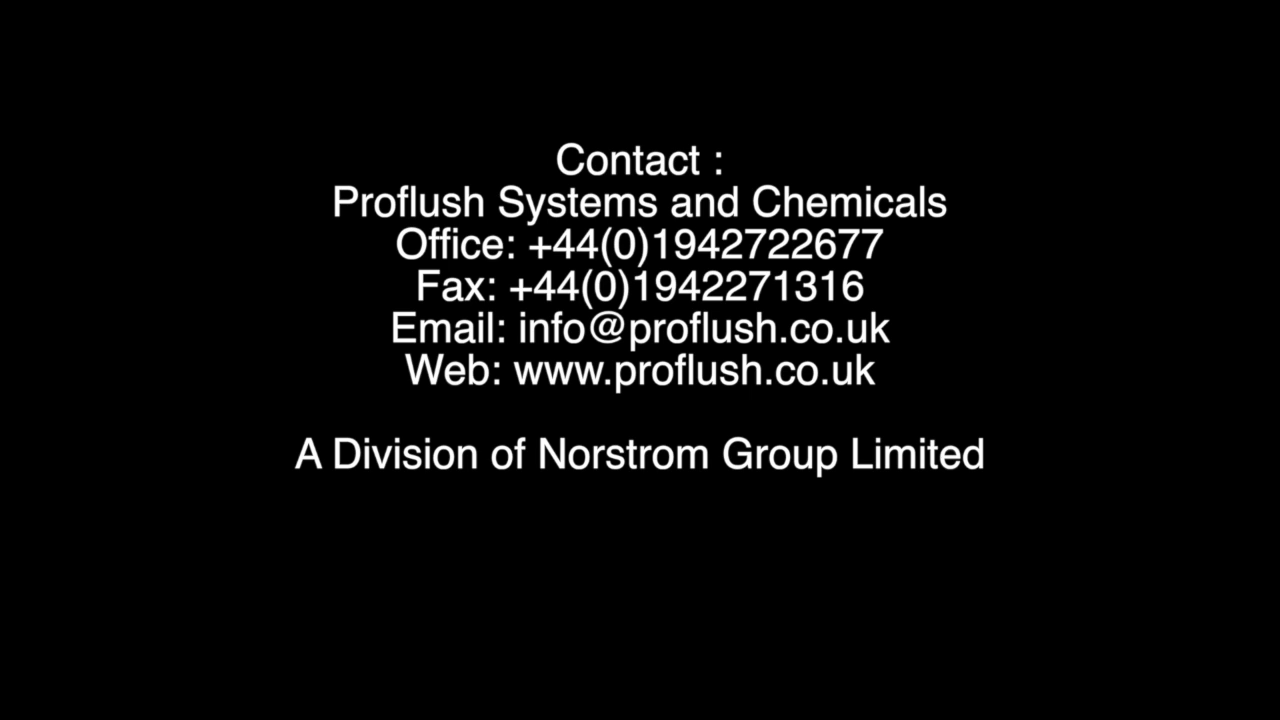 Contact :
Proflush Systems and Chemicals
Office: +44(0)1942722677
Fax: +44(0)1942271316
Email: info@proflush.co.uk
Web: www.proflush.co.uk
A Division of Norstrom Group Limited